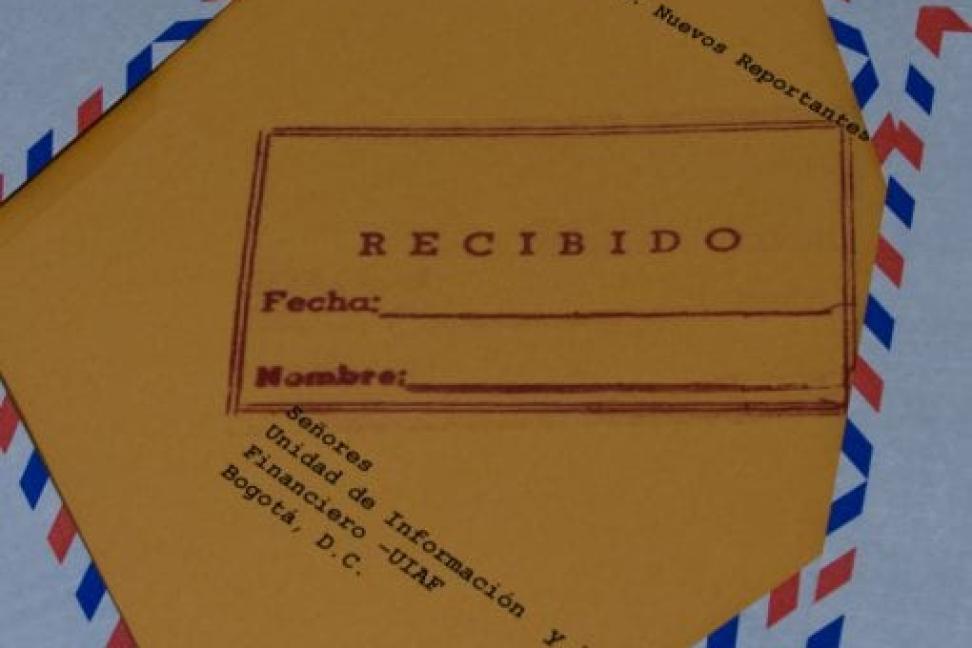 . Nuevos Reportantes
RECIBIDO
Fecha:
Nombre:
Señores
Unidad de Información y
Financiero -UIAF
Bogotá, D.C.